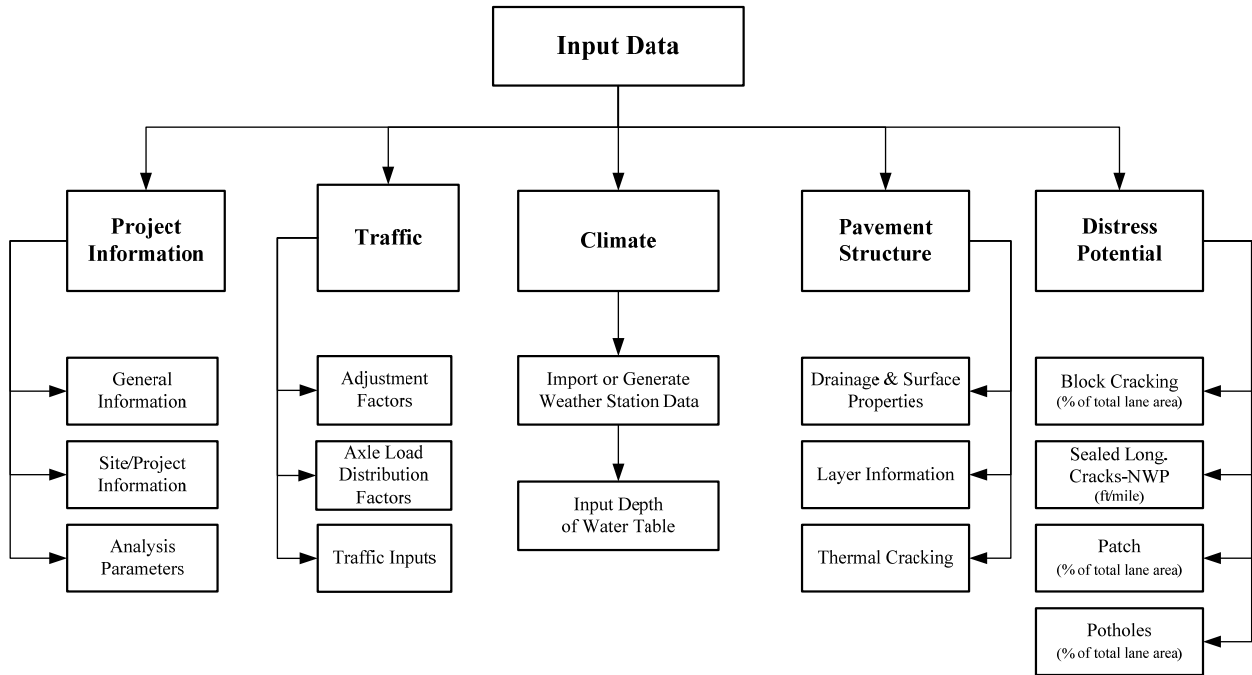 Input Data
Project
Information
Traffic
Climate
Pavement
Structure
Distress
Potential
General
Information
Site/Project
Information
Analysis
Parameters
Adjustment
Factors
Axle Load
Distribution
Factors
Traffic Inputs
Import or Generate
Weather Station Data
Input Depth
of Water Table
Drainage & Surface
Properties
Layer Information
Thermal Cracking
Block Cracking
(% of total lane area)
Sealed Long-
Cracks-NWP
(ft/mile)
Patch
(% of total lane area)
Potholes
(% of total lane area)